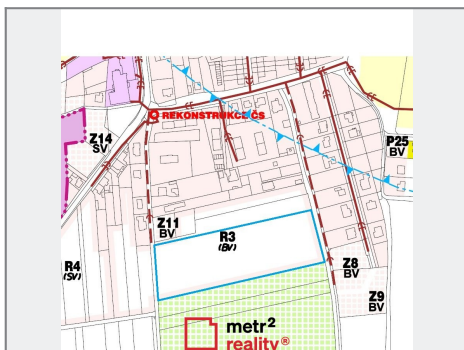 REKONSTRUKCE ČS
Z14
SV
P25
BV
Z11
BV
R3
(BV)
R4
(SV)
Z8
BV
Z9
BV
metr²
reality®